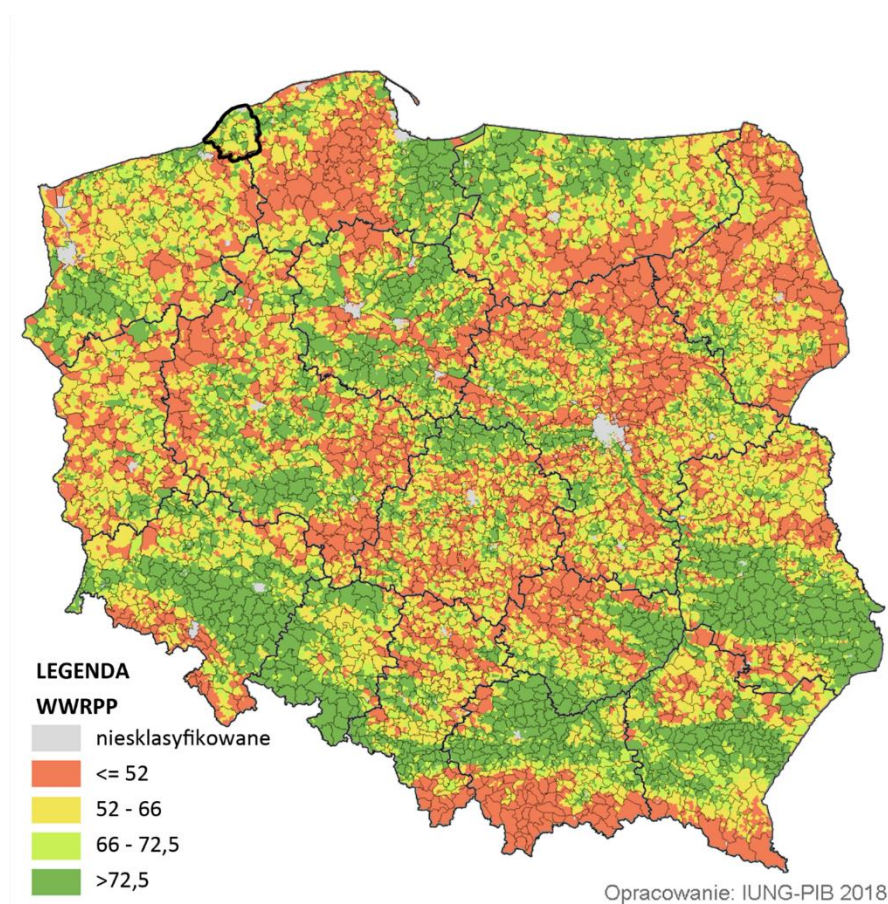 LEGENDA
WWRPP
niesklasyfikowane
<= 52
52 - 66
66 - 72,5
>72,5
Opracowanie: IUNG-PIB 2018